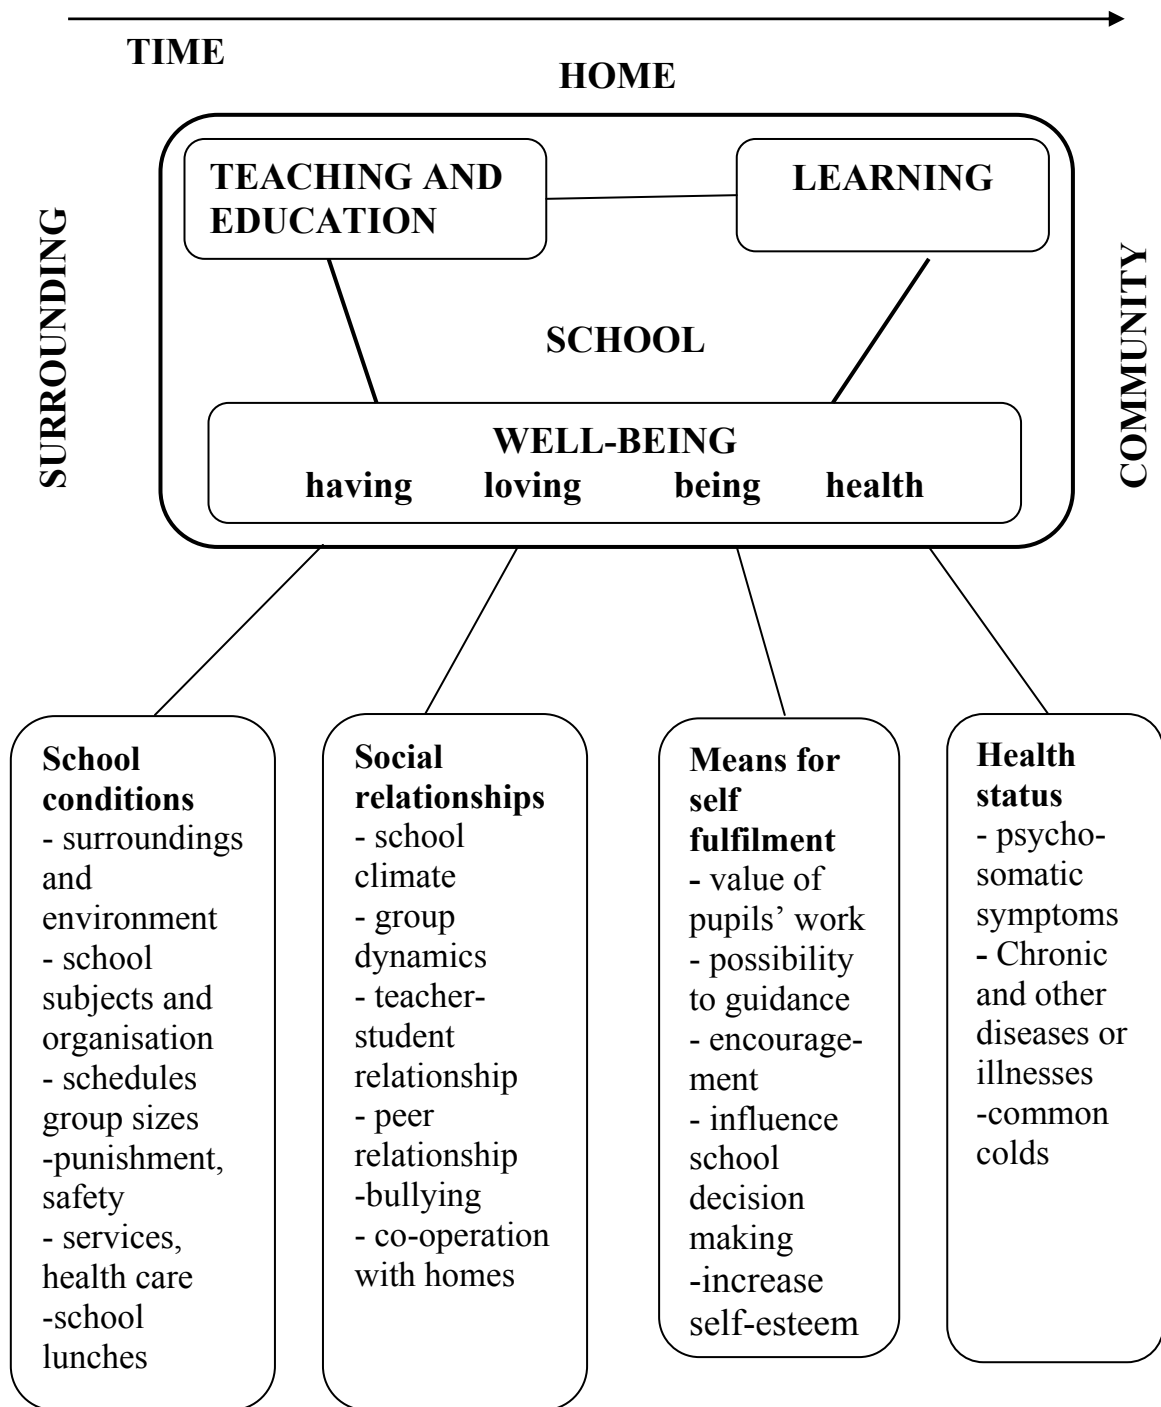 TIME
HOME
SURROUNDING
TEACHING AND
EDUCATION
LEARNING
SCHOOL
WELL-BEING
having loving being health
COMMUNITY
School
conditions
- surroundings
and
environment
- school
subjects and
organisation
- schedules
group sizes
-punishment,
safety
- services,
health care
-school
lunches
Social
relationships
- school
climate
- group
dynamics
- teacher-
student
relationship
- peer
relationship
-bullying
- co-operation
with homes
Means for
self
fulfilment
- value of
pupils’ work
- possibility
to guidance
- encourage-
ment
- influence
school
decision
making
-increase
self-esteem
Health
status
- psycho-
somatic
symptoms
- Chronic
and other
diseases or
illnesses
-common
colds